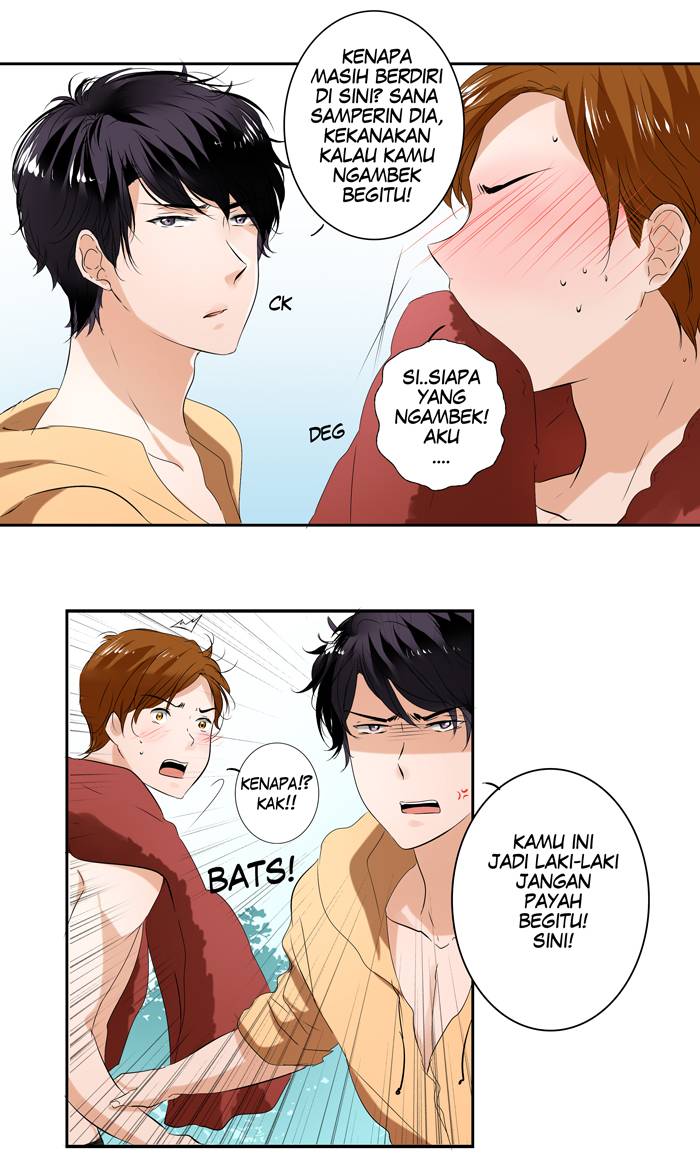 KENAPA
MASIH BERDIRI
DI SINI? SANA
SAMPERIN DIA,
KEKANAKAN
KALAU KAMU
NGAMBEK
BEGITU!
CK
SI..SIAPA
YANG
NGAMBEK!
AKU
....
DEG
KENAPA!?
KAK!!
BATS!
KAMU INI
JADI LAKI-LAKI
JANGAN
PAYAH
BEGITU!
SINI!